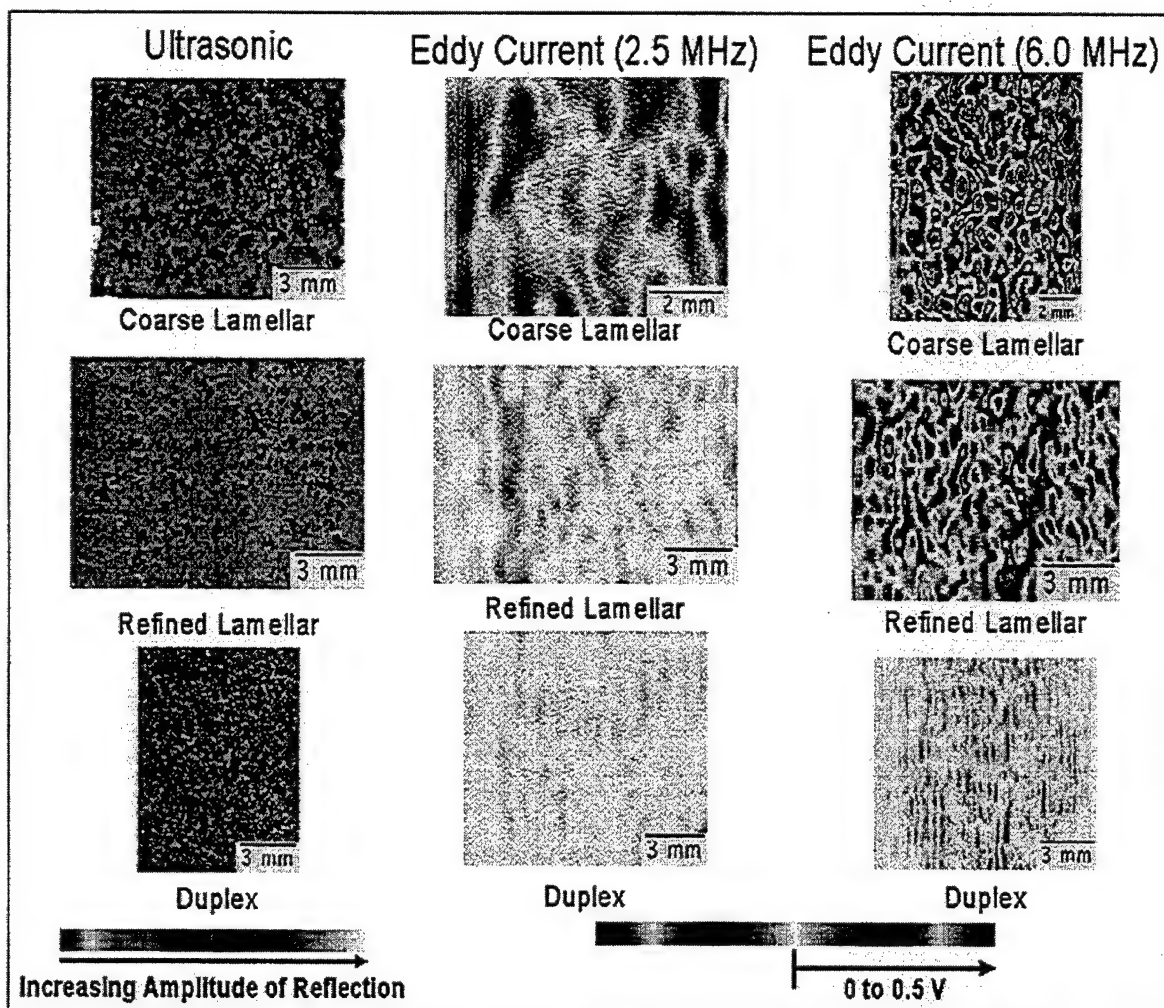 Ultrasonic Eddy Current (2.5 MHz) Eddy Current (6.0 MHz)
3 mm
2 mm
2 mm
Coarse Lamellar
Coarse Lamellar
Coarse Lamellar
3 mm
3 mm
3 mm
Refined Lamellar
Refined Lamellar
Refined Lamellar
3 mm
3 mm
3 mm
Duplex
Duplex
Duplex
Increasing Amplitude of Reflection
0 to 0.5 V